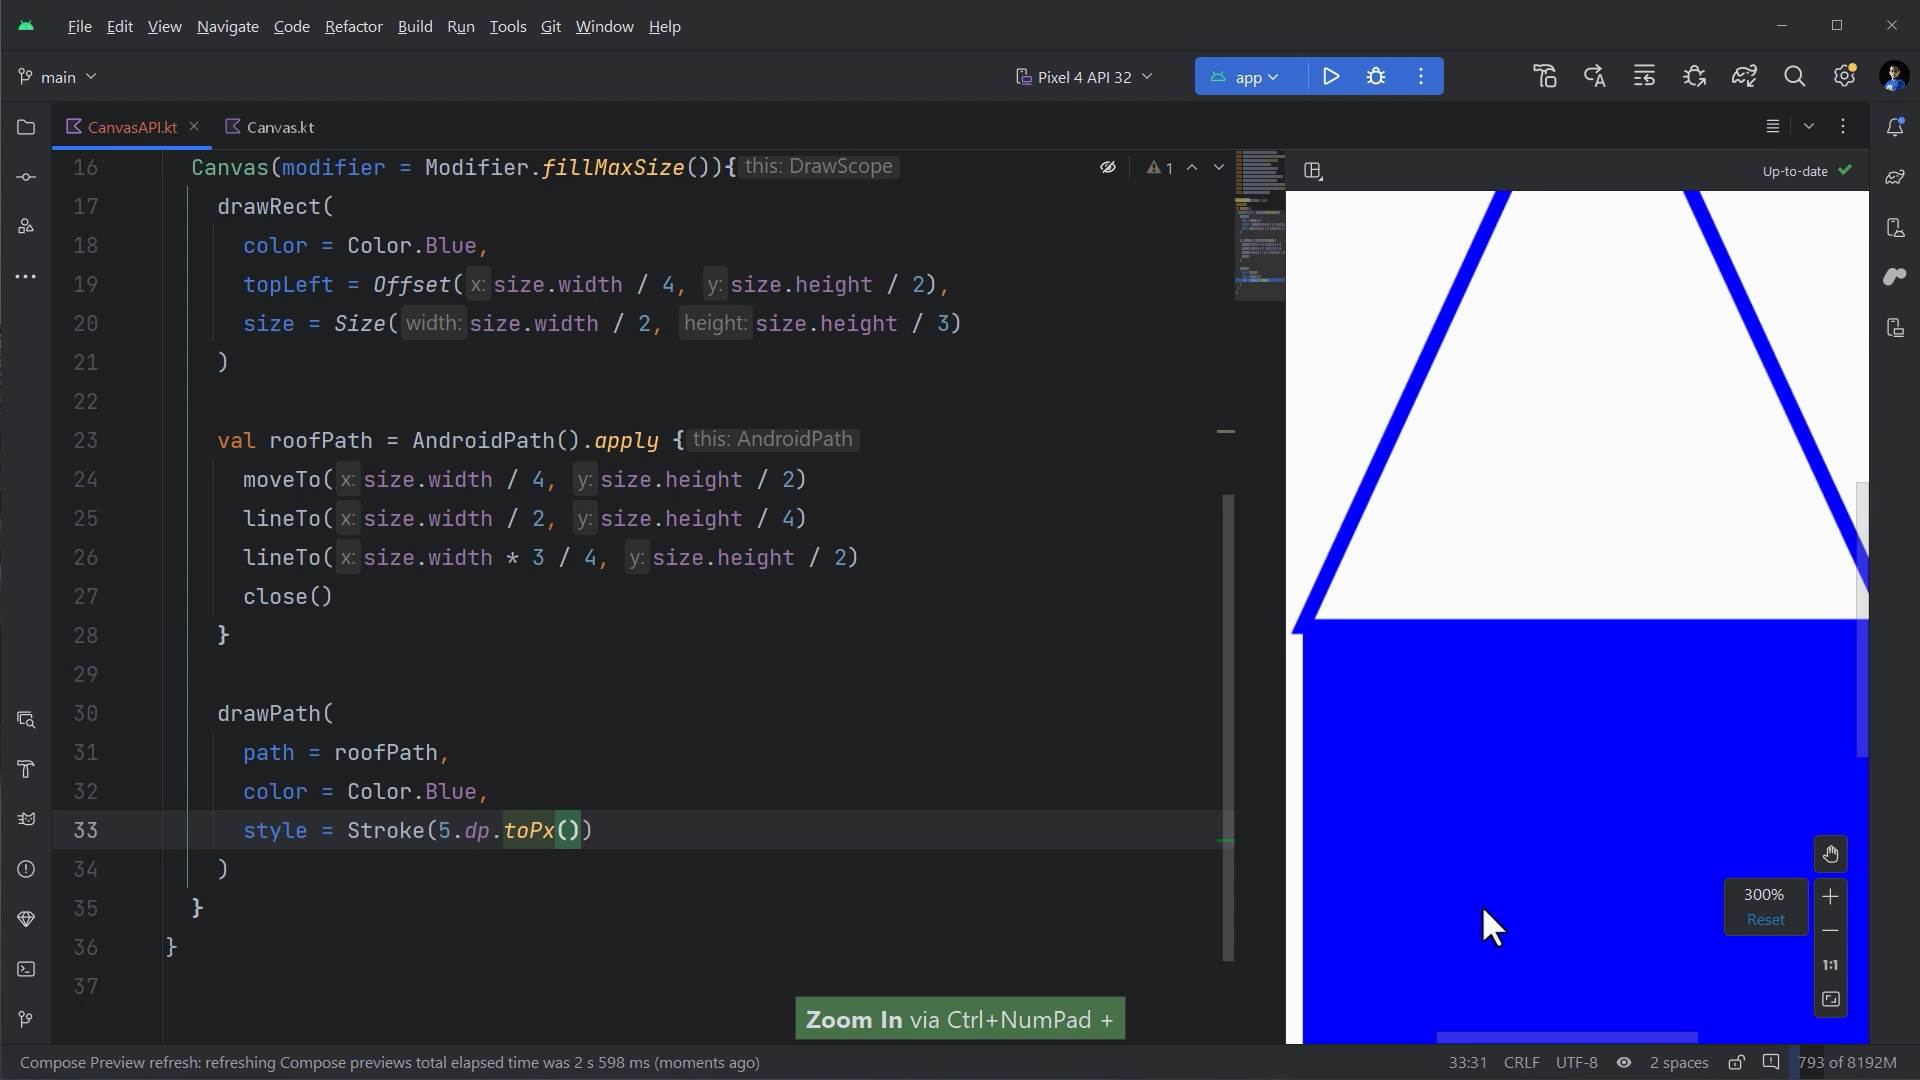 File Edit View Navigate Code Refactor Build Run Tools Git Window Help
main Pixel 4 API 32 app
CanvasAPI.kt Canvas.kt
16 Canvas(modifier = Modifier.fillMaxSize()){ this: DrawScope 1 Up-to-date
17 drawRect(
18 color = Color.Blue,
19 topLeft = Offset( x: size.width / 4, y: size.height / 2),
20 size = Size( width: size.width / 2, height: size.height / 3)
21 )
22
23 val roofPath = AndroidPath().apply { this: AndroidPath
24 moveTo( x: size.width / 4, y: size.height / 2)
25 lineTo( x: size.width / 2, y: size.height / 4)
26 lineTo( x: size.width * 3 / 4, y: size.height / 2)
27 close()
28 }
29
30 drawPath(
31 path = roofPath,
32 color = Color.Blue,
33 style = Stroke(5.dp.toPx())
34 )
35 }
36 }
37
300%
Reset
1:1
Zoom In via Ctrl+NumPad +
Compose Preview refresh: refreshing Compose previews total elapsed time was 2 s 598 ms (moments ago) 33:31 CRLF UTF-8 2 spaces 793 of 8192M